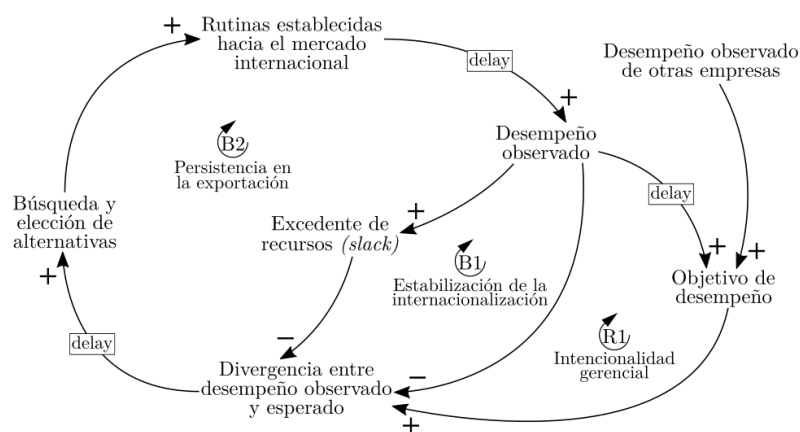 +
Rutinas establecidas
hacia el mercado
internacional
delay
Desempeño observado
de otras empresas
+
Desempeño
observado
B2
Persistencia en
la exportación
delay
Búsqueda y
elección de
alternativas
+
Excedente de
recursos (slack)
+
B1
Estabilización de la
internacionalización
+
+
Objetivo de
desempeño
+
delay
−
R1
Intencionalidad
gerencial
Divergencia entre
desempeño observado
y esperado
−
+